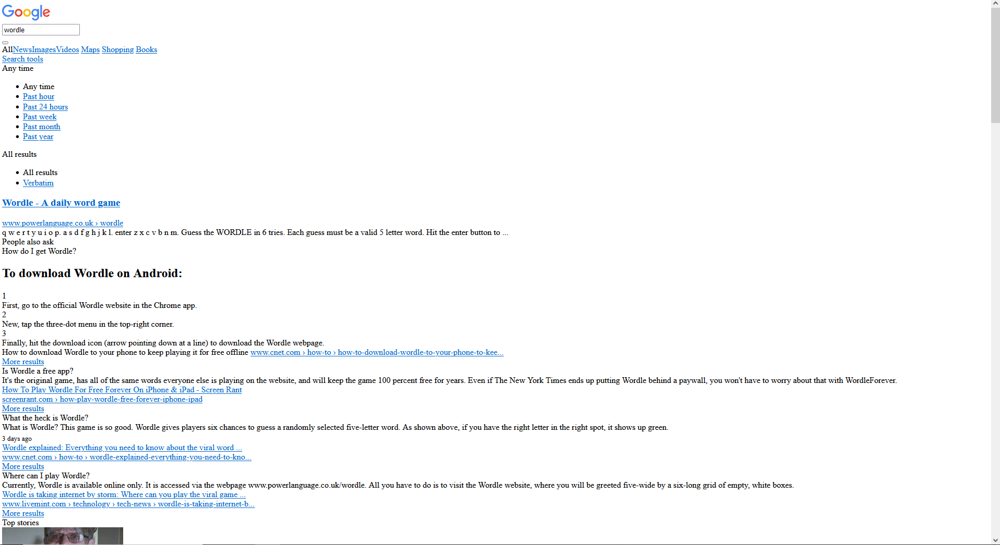 Google
wordle
AllNewsImagesVideos Maps Shopping Books
Search tools
Any time
Any time
Past hour
Past 24 hours
Past week
Past month
Past year
All results
All results
Verbatim
Wordle - A daily word game
www.powerlanguage.co.uk › wordle
q w e r t y u i o p. a s d f g h j k l. enter z x c v b n m. Guess the WORDLE in 6 tries. Each guess must be a valid 5 letter word. Hit the enter button to ...
People also ask
How do I get Wordle?
To download Wordle on Android:
1
First, go to the official Wordle website in the Chrome app.
2
New, tap the three-dot menu in the top-right corner.
3
Finally, hit the download icon (arrow pointing down at a line) to download the Wordle webpage.
How to download Wordle to your phone to keep playing it for free offline www.cnet.com › how-to › how-to-download-wordle-to-your-phone-to-kee...
More results
Is Wordle a free app?
It's the original game, has all of the same words everyone else is playing on the website, and will keep the game 100 percent free for years. Even if The New York Times ends up putting Wordle behind a paywall, you won't have to worry about that with WordleForever.
How To Play Wordle For Free Forever On iPhone & iPad - Screen Rant
screenrant.com › how-play-wordle-free-forever-iphone-ipad
More results
What the heck is Wordle?
What is Wordle? This game is so good. Wordle gives players six chances to guess a randomly selected five-letter word. As shown above, if you have the right letter in the right spot, it shows up green.
3 days ago
Wordle explained: Everything you need to know about the viral word ...
www.cnet.com › how-to › wordle-explained-everything-you-need-to-kno...
More results
Where can I play Wordle?
Currently, Wordle is available online only. It is accessed via the webpage www.powerlanguage.co.uk/wordle. All you have to do is to visit the Wordle website, where you will be greeted five-wide by a six-long grid of empty, white boxes.
Wordle is taking internet by storm: Where can you play the viral game ...
www.livemint.com › technology › tech-news › wordle-is-taking-internet-b...
More results
Top stories